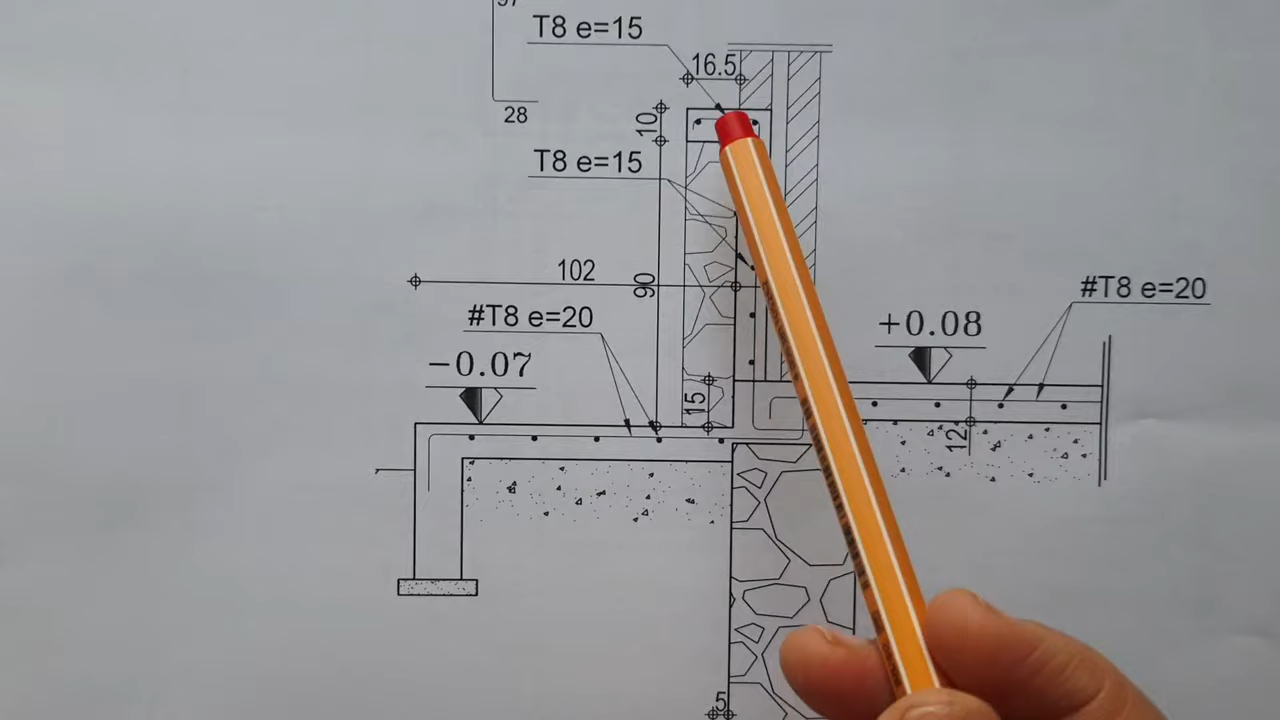 T8 e=15
16.5
28
10
T8 e=15
102
90
#T8 e=20
#T8 e=20
+0.08
-0.07
15
12
5